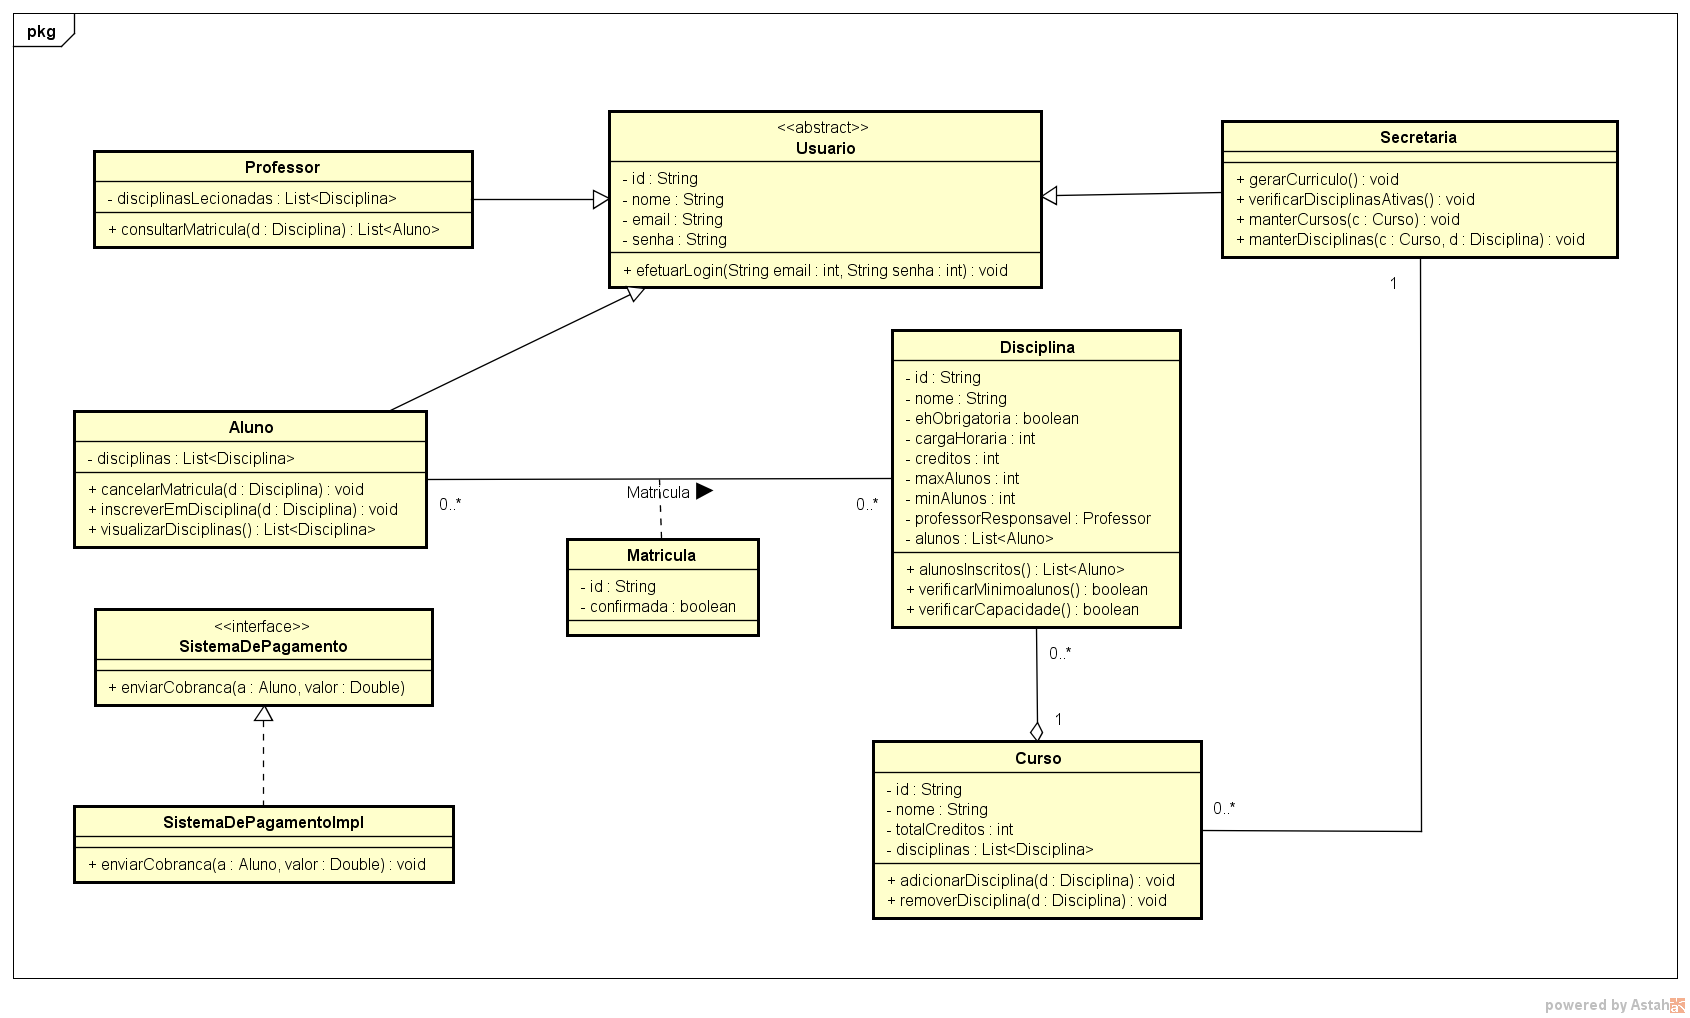 pkg
<<abstract>>
Usuario
- id : String
- nome : String
- email : String
- senha : String
+ efetuarLogin(String email : int, String senha : int) : void
Professor
- disciplinasLecionadas : List<Disciplina>
+ consultarMatricula(d : Disciplina) : List<Aluno>
Secretaria
+ gerarCurriculo() : void
+ verificarDisciplinasAtivas() : void
+ manterCursos(c : Curso) : void
+ manterDisciplinas(c : Curso, d : Disciplina) : void
1
Disciplina
- id : String
- nome : String
- ehObrigatoria : boolean
- cargaHoraria : int
- creditos : int
- maxAlunos : int
- minAlunos : int
- professorResponsavel : Professor
- alunos : List<Aluno>
+ alunosInscritos() : List<Aluno>
+ verificarMinimoalunos() : boolean
+ verificarCapacidade() : boolean
Aluno
- disciplinas : List<Disciplina>
+ cancelarMatricula(d : Disciplina) : void
+ inscreverEmDisciplina(d : Disciplina) : void
+ visualizarDisciplinas() : List<Disciplina>
0..*
Matricula
0..*
Matricula
- id : String
- confirmada : boolean
<<interface>>
SistemaDePagamento
+ enviarCobranca(a : Aluno, valor : Double)
0..*
1
SistemaDePagamentoImpl
+ enviarCobranca(a : Aluno, valor : Double) : void
Curso
- id : String
- nome : String
- totalCreditos : int
- disciplinas : List<Disciplina>
+ adicionarDisciplina(d : Disciplina) : void
+ removerDisciplina(d : Disciplina) : void
0..*
powered by Astah